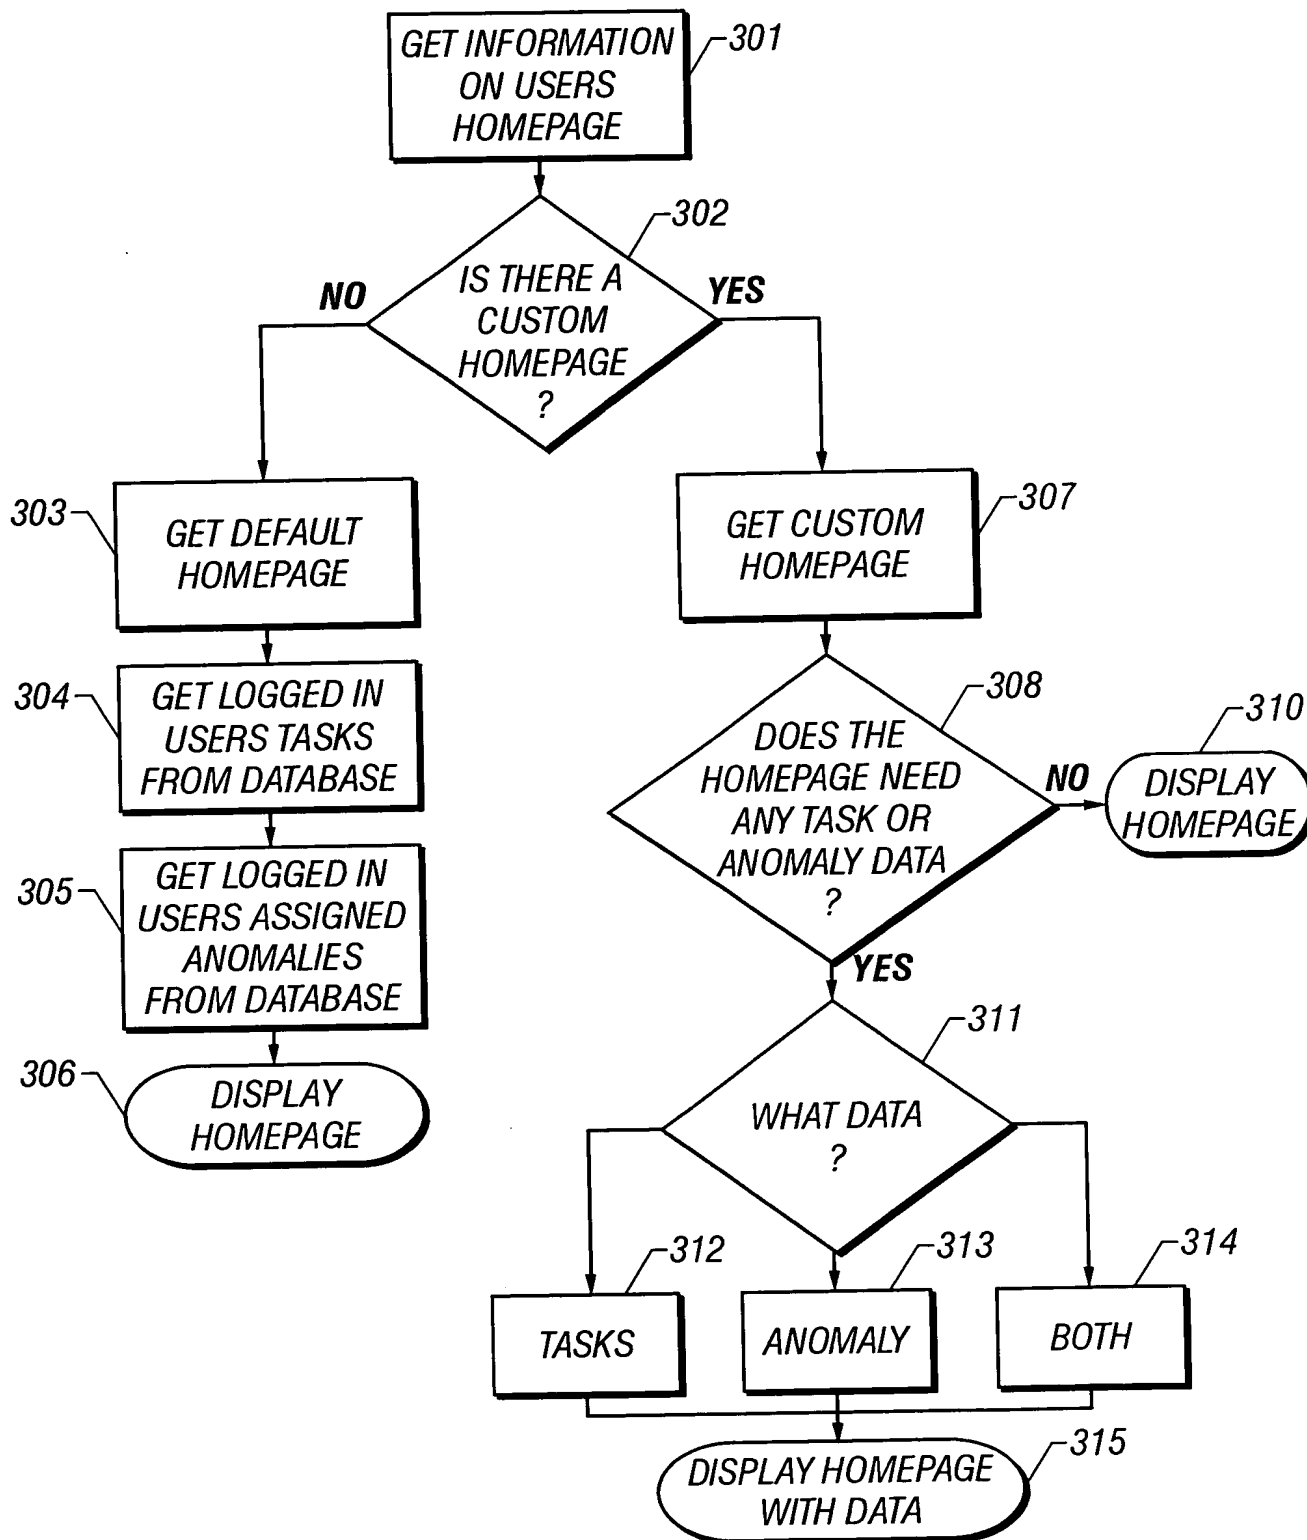 GET INFORMATION
ON USERS
HOMEPAGE
301
302
IS THERE A
CUSTOM
HOMEPAGE
?
NO
YES
303
GET DEFAULT
HOMEPAGE
304
GET LOGGED IN
USERS TASKS
FROM DATABASE
305
GET LOGGED IN
USERS ASSIGNED
ANOMALIES
FROM DATABASE
306
DISPLAY
HOMEPAGE
307
GET CUSTOM
HOMEPAGE
308
DOES THE
HOMEPAGE NEED
ANY TASK OR
ANOMALY DATA
?
NO
310
DISPLAY
HOMEPAGE
YES
311
WHAT DATA
?
312
TASKS
313
ANOMALY
314
BOTH
315
DISPLAY HOMEPAGE
WITH DATA